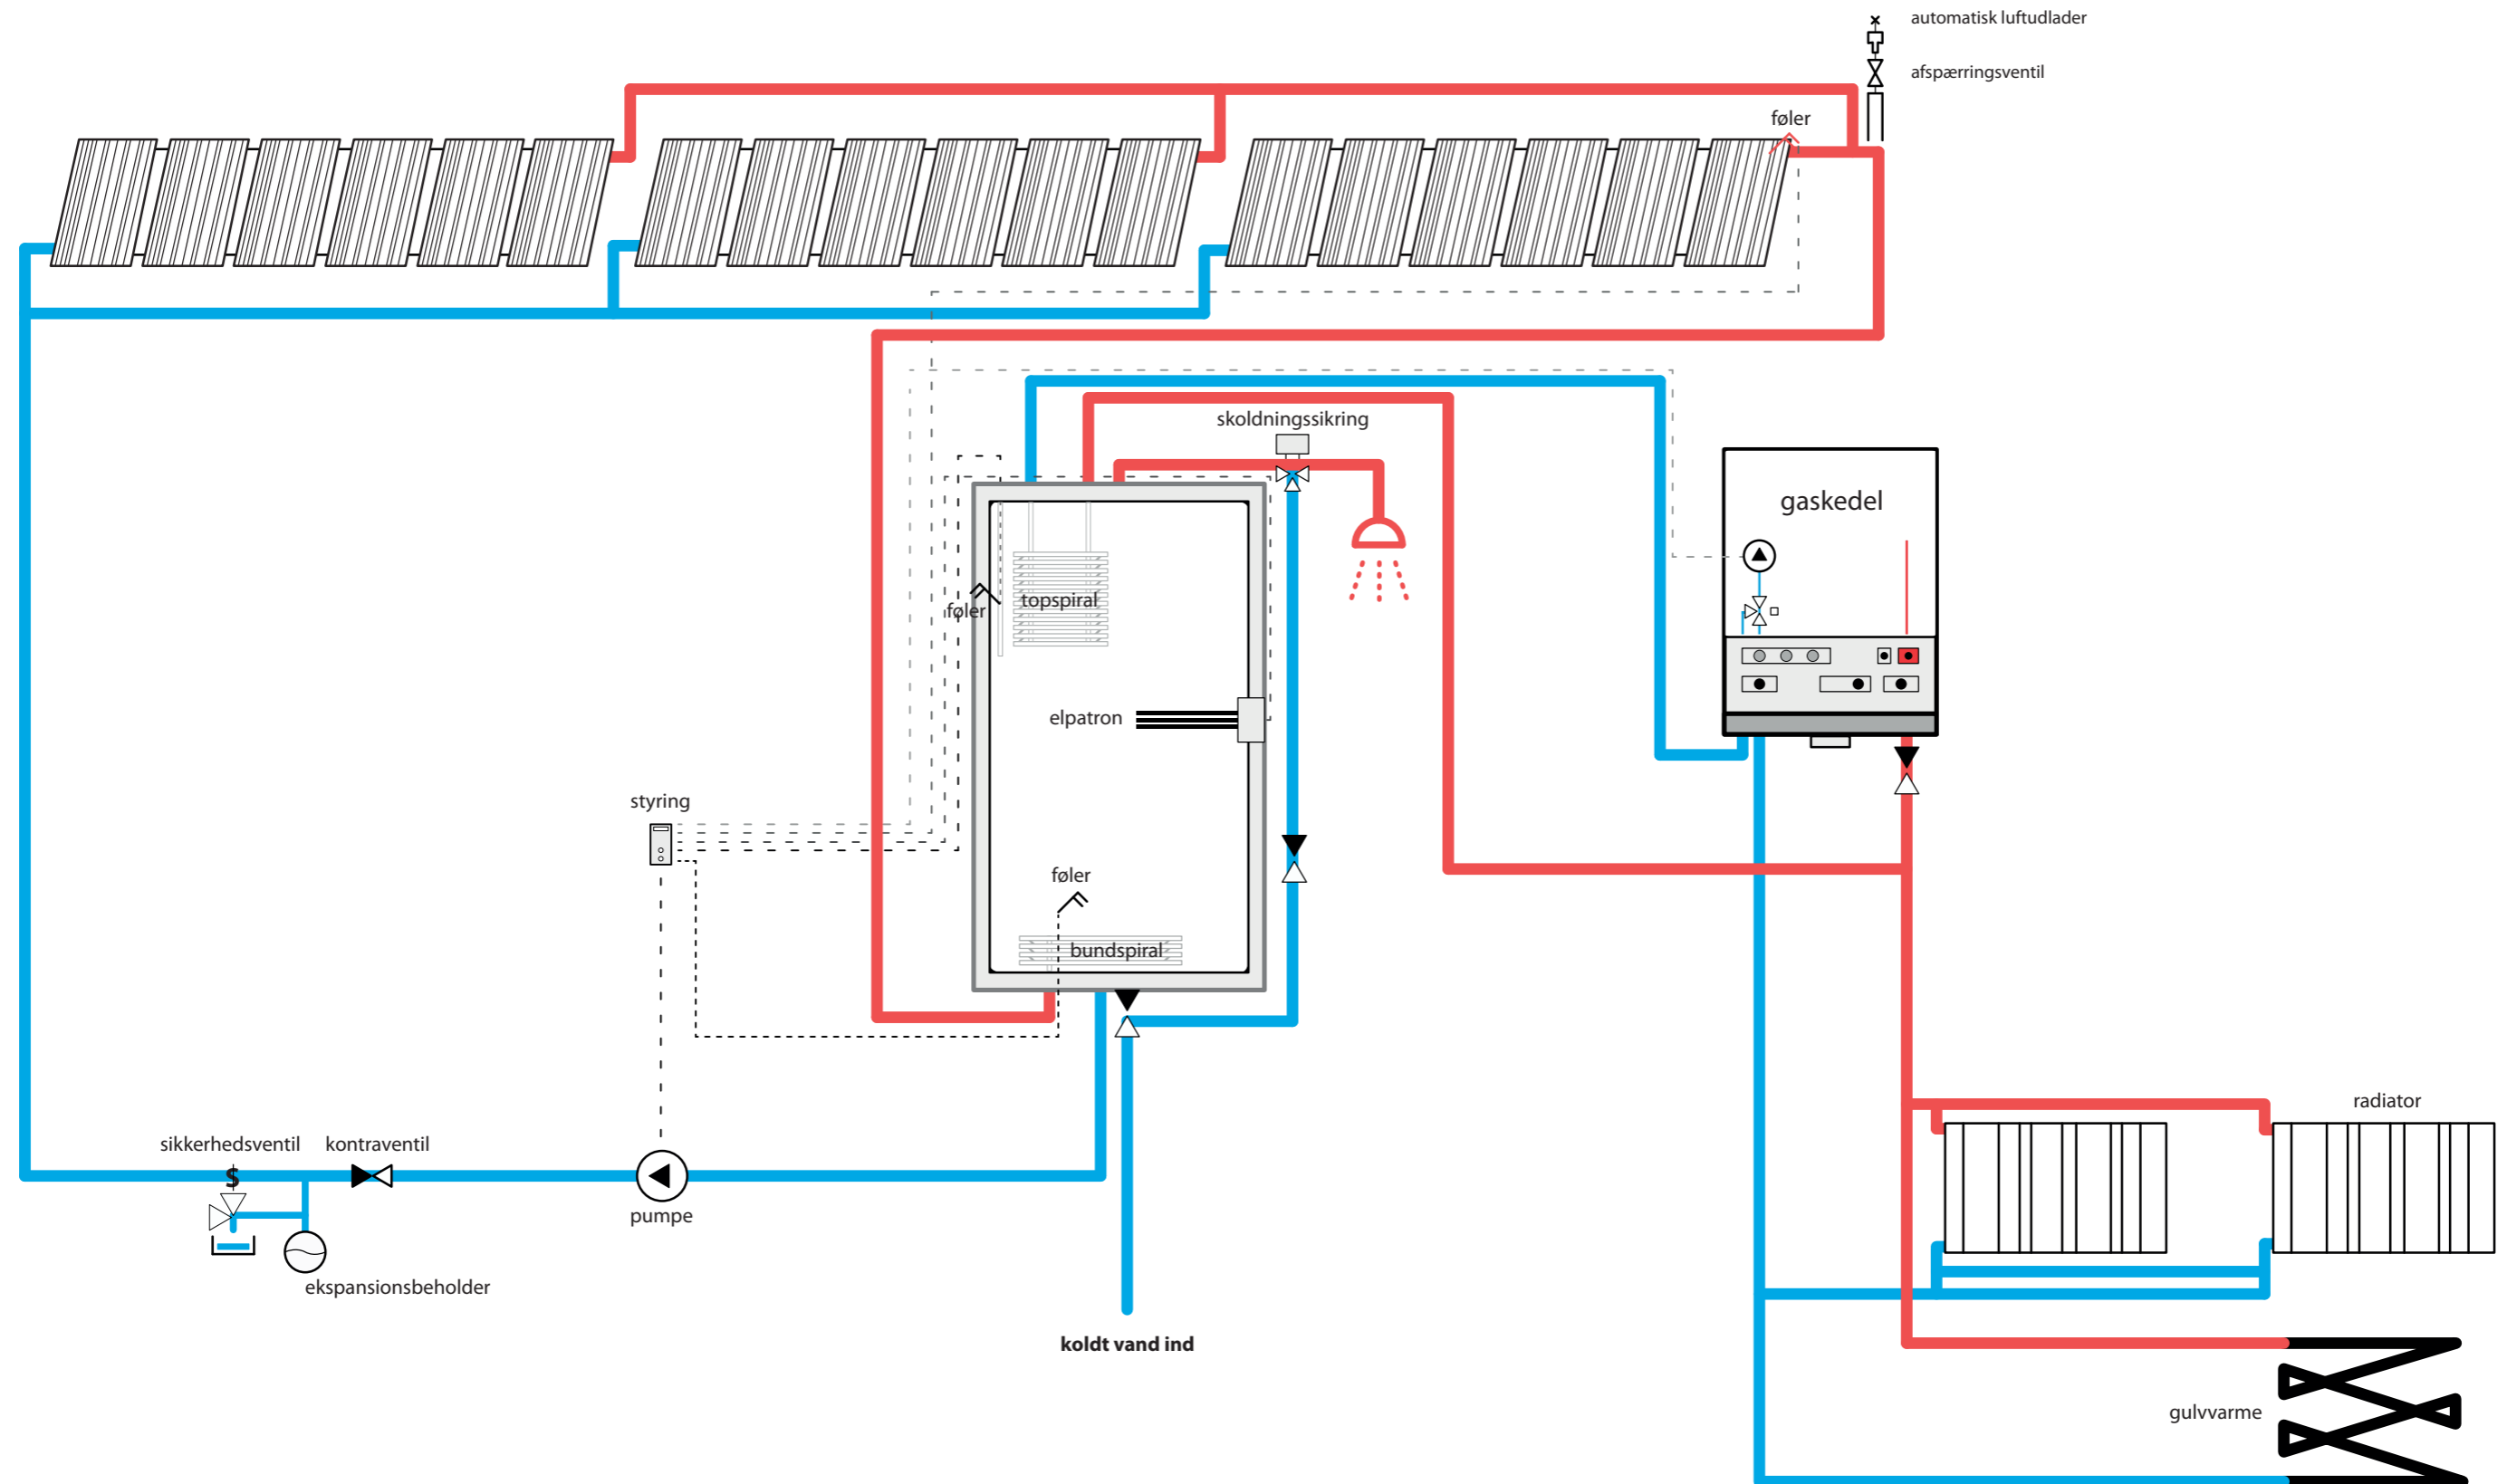 automatisk luftudlader
afspærringsventil
føler
skoldningssikring
gaskedel
føler
topspiral
elpatron
styring
føler
bundspiral
radiator
sikkerhedsventil
kontraventil
$
pumpe
ekspansionsbeholder
koldt vand ind
gulvvarme